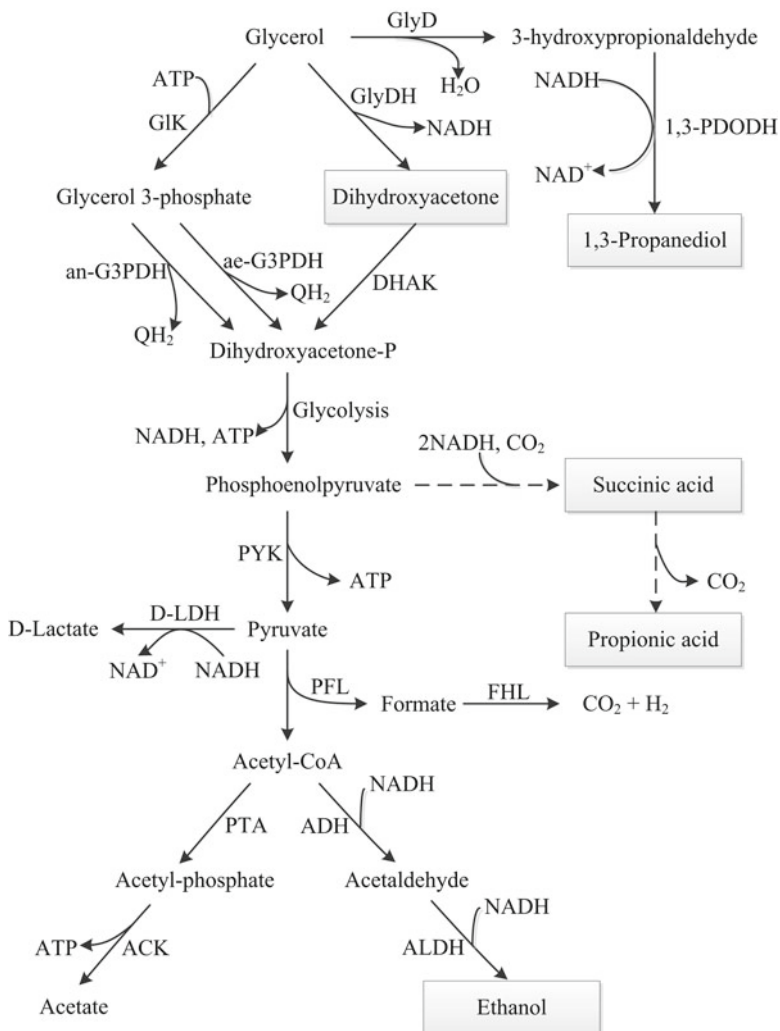 Glycerol
GlyD
3-hydroxypropionaldehyde
H₂O
ATP
GlK
GlyDH
NADH
NADH
1,3-PDODH
NAD⁺
Glycerol 3-phosphate
Dihydroxyacetone
1,3-Propanediol
an-G3PDH
ae-G3PDH
QH₂
DHAK
QH₂
Dihydroxyacetone-P
Glycolysis
NADH, ATP
2NADH, CO₂
Phosphoenolpyruvate
Succinic acid
PYK
ATP
CO₂
D-Lactate
D-LDH
Pyruvate
Propionic acid
NAD⁺
NADH
PFL
Formate
FHL
CO₂ + H₂
Acetyl-CoA
NADH
PTA
ADH
Acetyl-phosphate
Acetaldehyde
NADH
ATP
ACK
ALDH
Acetate
Ethanol